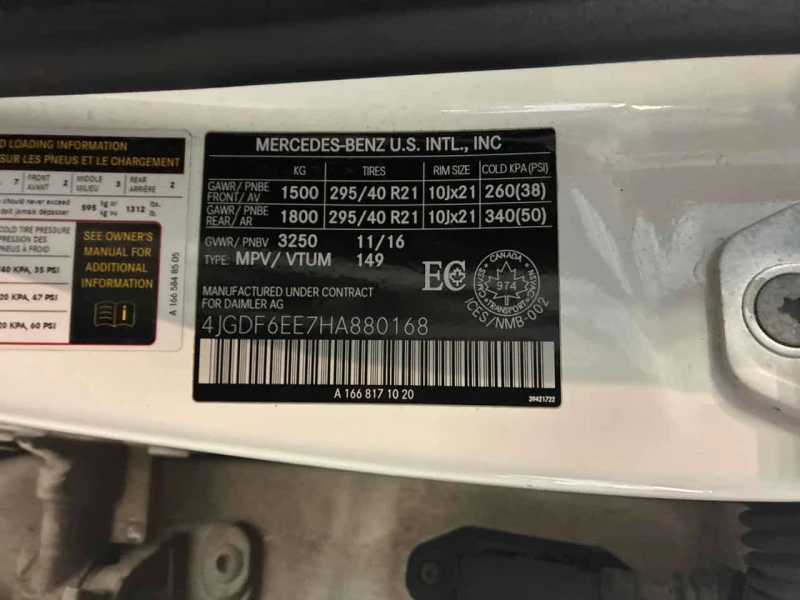 D LOADING INFORMATION
SUR LES PNEUS ET LE CHARGEMENT
7 FRONT AVANT 2 MIDDLE MILIEU 3 REAR ARRIÈRE 2
should never exceed 595 kg or 1312 lbs.
doit jamais dépasser kg ou lbs.
COLD TIRE PRESSURE
PRESSION DES
PNEUS À FROID
40 KPA, 35 PSI
20 KPA, 47 PSI
20 KPA, 60 PSI
SEE OWNER'S
MANUAL FOR
ADDITIONAL
INFORMATION
A 166 584 85 05
MERCEDES-BENZ U.S. INTL., INC
KG TIRES RIM SIZE COLD KPA (PSI)
GAWR / PNBE FRONT/ AV 1500 295/40 R21 10Jx21 260(38)
GAWR / PNBE REAR/ AR 1800 295/40 R21 10Jx21 340(50)
GVWR/ PNBV 3250 11/16
TYPE: MPV/ VTUM 149
MANUFACTURED UNDER CONTRACT
FOR DAIMLER AG
EC
CANADA
974
TRANSPORT
ICES/NMB-002
4JGDF6EE7HA880168
A 166 817 10 20
39421722